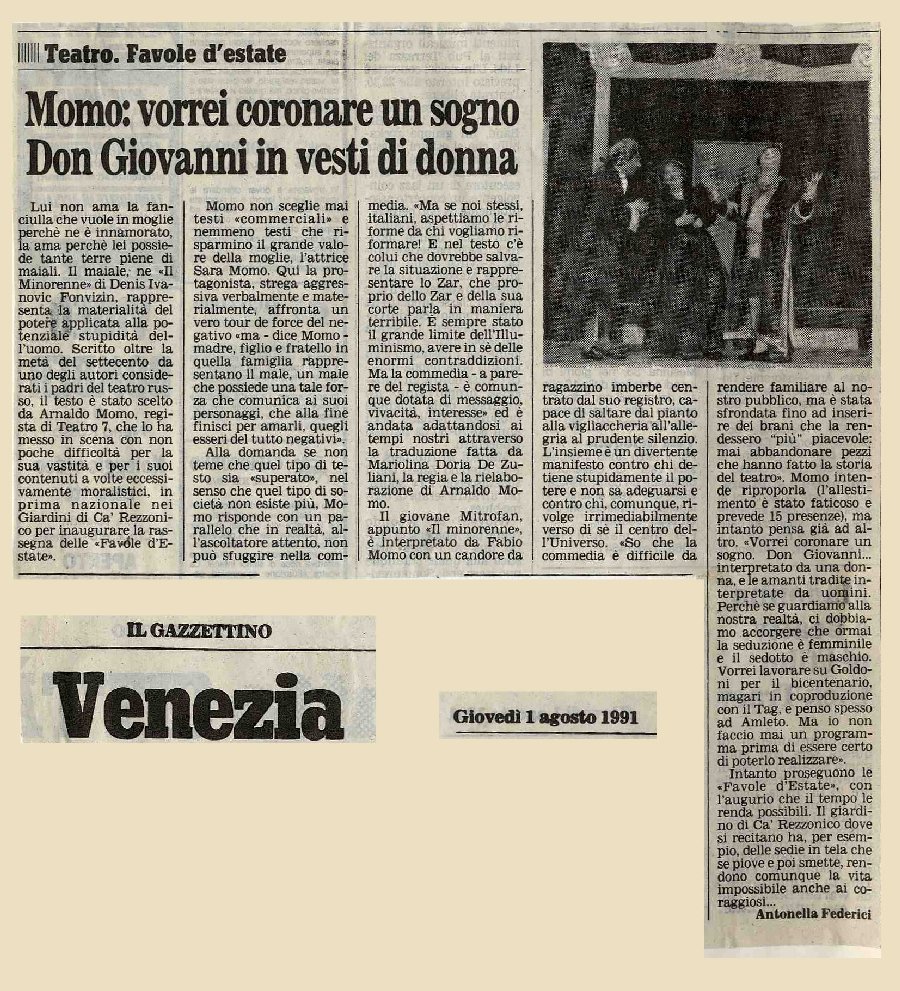 Teatro. Favole d'estate
Momo: vorrei coronare un sogno
Don Giovanni in vesti di donna
Lui non ama la fan-
ciulla che vuole in moglie
perchè ne è innamorato,
la ama perchè lei possie-
de tante terre piene di
maiali. Il maiale, ne «Il
Minorenne» di Denis Iva-
novic Fonvizin, rappre-
senta la materialità del
potere applicata alla po-
tenziale stupidità del-
l'uomo. Scritto oltre la
metà del settecento da
uno degli autori conside-
rati i padri del teatro rus-
so, il testo è stato scelto
da Arnaldo Momo, regi-
sta di Teatro 7, che lo ha
messo in scena con non
poche difficoltà per la
sua vastità e per i suoi
contenuti a volte eccessi-
vamente moralistici, in
prima nazionale nei
Giardini di Ca' Rezzoni-
co per inaugurare la ras-
segna delle «Favole d'E-
state».
Momo non sceglie mai
testi «commerciali» e
nemmeno testi che ri-
sparmino il grande valo-
re della moglie, l'attrice
Sara Momo. Qui la pro-
tagonista, strega aggres-
siva verbalmente e mate-
rialmente, affronta un
vero tour de force del ne-
gativo «ma - dice Momo -
madre, figlio e fratello in
quella famiglia rappre-
sentano il male, un male
che possiede una tale for-
za che comunica ai suoi
personaggi, che alla fine
finisci per amarli, quegli
esseri del tutto negativi».
Alla domanda se non
teme che quel tipo di te-
sto sia «superato», nel
senso che quel tipo di so-
cietà non esiste più, Mo-
mo risponde con un pa-
rallelo che in realtà, al-
l'ascoltatore attento, non
può sfuggire nella com-
media. «Ma se noi stessi,
italiani, aspettiamo le ri-
forme da chi vogliamo ri-
formare! E nel testo c'è
colui che dovrebbe salva-
re la situazione e rappre-
sentare lo Zar, che pro-
prio dello Zar e della sua
corte parla in maniera
terribile. E sempre stato
il grande limite dell'Illu-
minismo, avere in sè delle
enormi contraddizioni.
Ma la commedia - a pare-
re del regista - è comun-
que dotata di messaggio,
vivacità, interesse» ed è
andata adattandosi ai
tempi nostri attraverso
la traduzione fatta da
Mariolina Doria De Zu-
liani, la regia e la rielabo-
razione di Arnaldo Mo-
mo.
Il giovane Mitrofan,
appunto «Il minorenne»,
è interpretato da Fabio
Momo con un candore da
ragazzino imberbe cen-
trato dal suo registro, ca-
pace di saltare dal pianto
alla vigliaccheria all'alle-
gria al prudente silenzio.
L'insieme è un divertente
manifesto contro chi de-
tiene stupidamente il po-
tere e non sa adeguarsi e
contro chi, comunque, ri-
volge irrimediabilmente
verso di se il centro del-
l'Universo. «So che la
commedia è difficile da
rendere familiare al no-
stro pubblico, ma è stata
sfrondata fino ad inseri-
re dei brani che la ren-
dessero "più" piacevole:
mai abbandonare pezzi
che hanno fatto la storia
del teatro». Momo inten-
de riproporla (l'allesti-
mento è stato faticoso e
prevede 15 presenze), ma
intanto pensa già ad al-
tro. «Vorrei coronare un
sogno. Don Giovanni...
interpretato da una don-
na, e le amanti tradite in-
terpretate da uomini.
Perchè se guardiamo alla
nostra realtà, ci dobbia-
mo accorgere che ormai
la seduzione è femminile
e il sedotto è maschio.
Vorrei lavorare su Goldo-
ni per il bicentenario,
magari in coproduzione
con il Tag, e penso spesso
ad Amleto. Ma io non
faccio mai un program-
ma prima di essere certo
di poterlo realizzare».
Intanto proseguono le
«Favole d'Estate», con
l'augurio che il tempo le
renda possibili. Il giardi-
no di Ca' Rezzonico dove
si recitano ha, per esem-
pio, delle sedie in tela che
se piove e poi smette, ren-
dono comunque la vita
impossibile anche ai co-
raggiosi...
Antonella Federici
IL GAZZETTINO
Venezia
Giovedì 1 agosto 1991